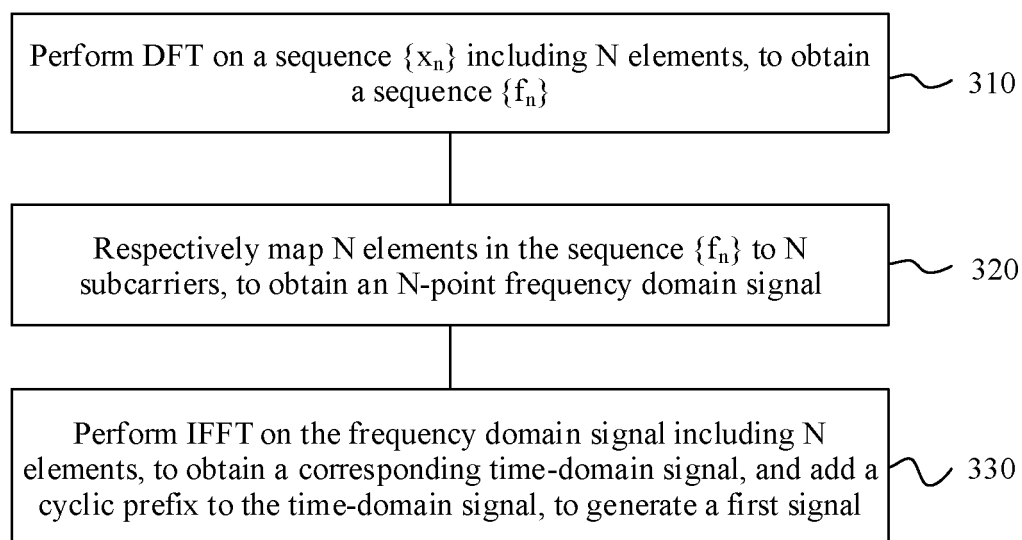 Perform DFT on a sequence {xₙ} including N elements, to obtain
a sequence {fₙ}
310
Respectively map N elements in the sequence {fₙ} to N
subcarriers, to obtain an N-point frequency domain signal
320
Perform IFFT on the frequency domain signal including N
elements, to obtain a corresponding time-domain signal, and add a
cyclic prefix to the time-domain signal, to generate a first signal
330